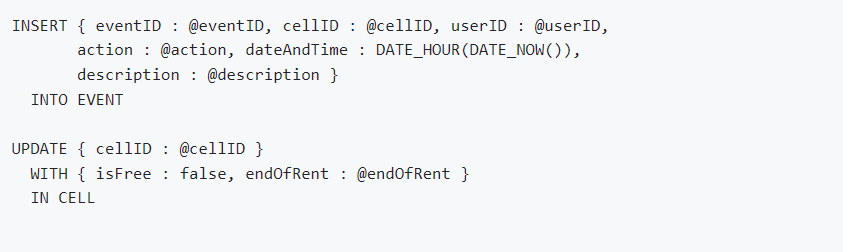 INSERT { eventID : @eventID, cellID : @cellID, userID : @userID,
action : @action, dateAndTime : DATE_HOUR(DATE_NOW()),
description : @description }
INTO EVENT
UPDATE { cellID : @cellID }
WITH { isFree : false, endOfRent : @endOfRent }
IN CELL